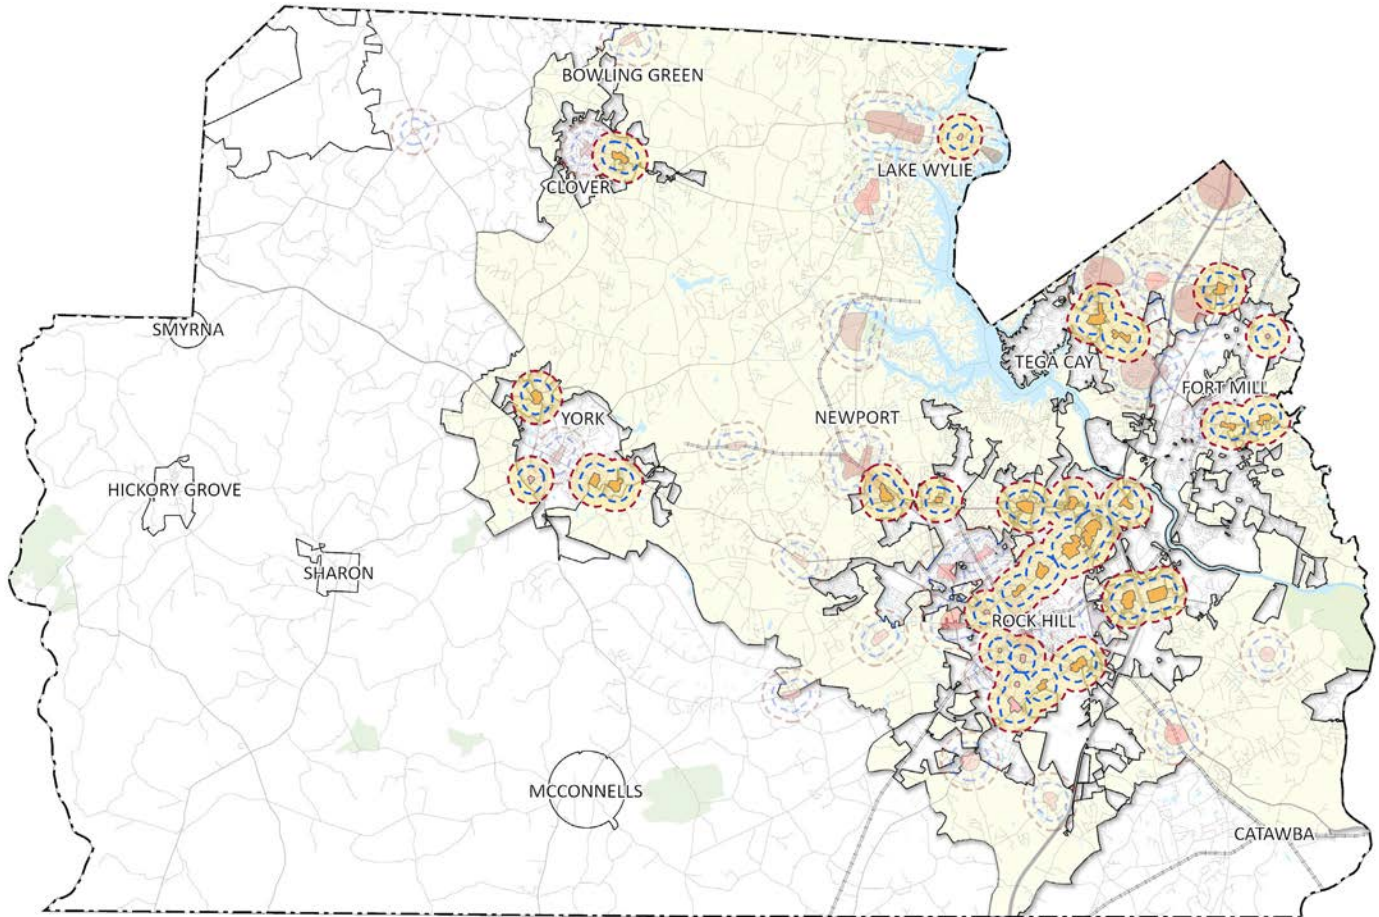 BOWLING GREEN
LAKE WYLIE
CLOVER
SMYRNA
TEGA CAY
FORT MILL
YORK
NEWPORT
HICKORY GROVE
SHARON
ROCK HILL
MCCONNELLS
CATAWBA